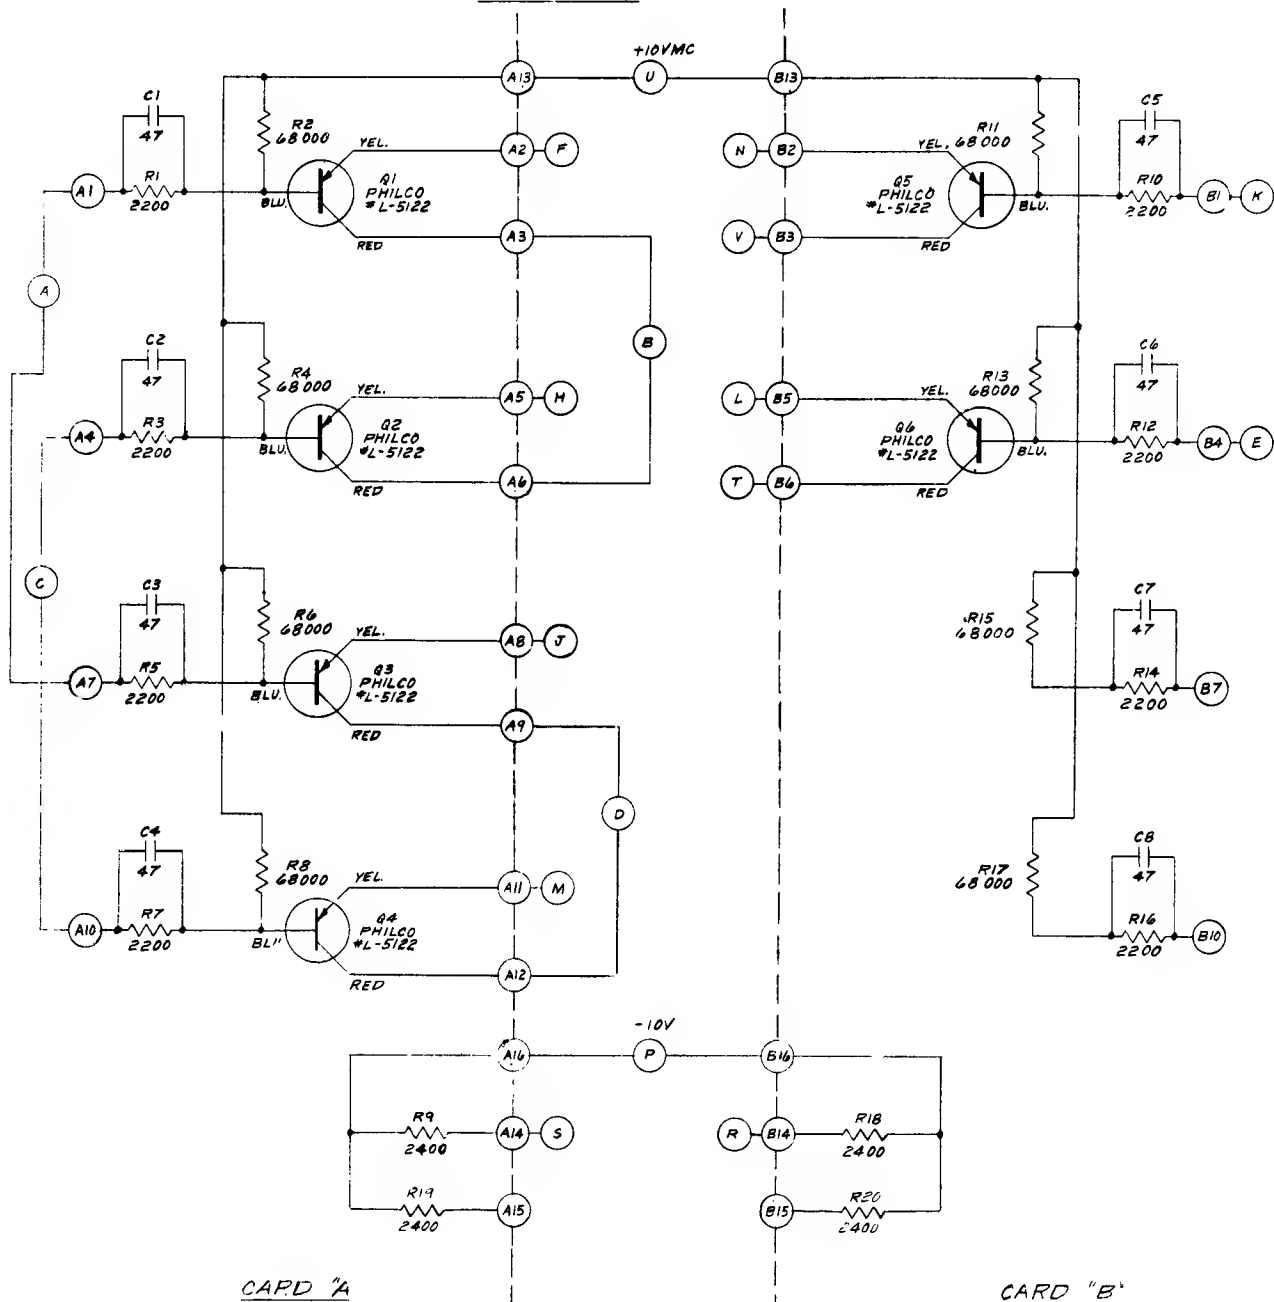 +10VMC
A13
U
B13
C1
47
R2
68000
YEL.
A2
F
N
B2
YEL.
R11
68000
C5
47
A1
R1
2200
BLU.
Q1
PHILCO
#L-5122
Q5
PHILCO
#L-5122
BLU.
R10
2200
B1
K
RED
A3
V
B3
RED
A
B
C2
47
R4
68000
YEL.
A5
H
L
B5
YEL.
R13
68000
C6
47
A4
R3
2200
BLU.
Q2
PHILCO
#L-5122
Q6
PHILCO
#L-5122
BLU.
R12
2200
B4
E
RED
A6
T
B6
RED
C
C3
47
R6
68000
YEL.
A8
J
R15
68000
C7
47
A7
R5
2200
BLU.
Q3
PHILCO
#L-5122
R14
2200
B7
RED
A9
D
C4
47
R8
68000
YEL.
A11
M
R17
68000
C8
47
A10
R7
2200
Q4
PHILCO
#L-5122
R16
2200
B10
RED
A12
-10V
A16
P
B16
R9
2400
A14
S
R
B14
R18
2400
R19
2400
A15
B15
R20
2400
CARD "A
CARD "B"